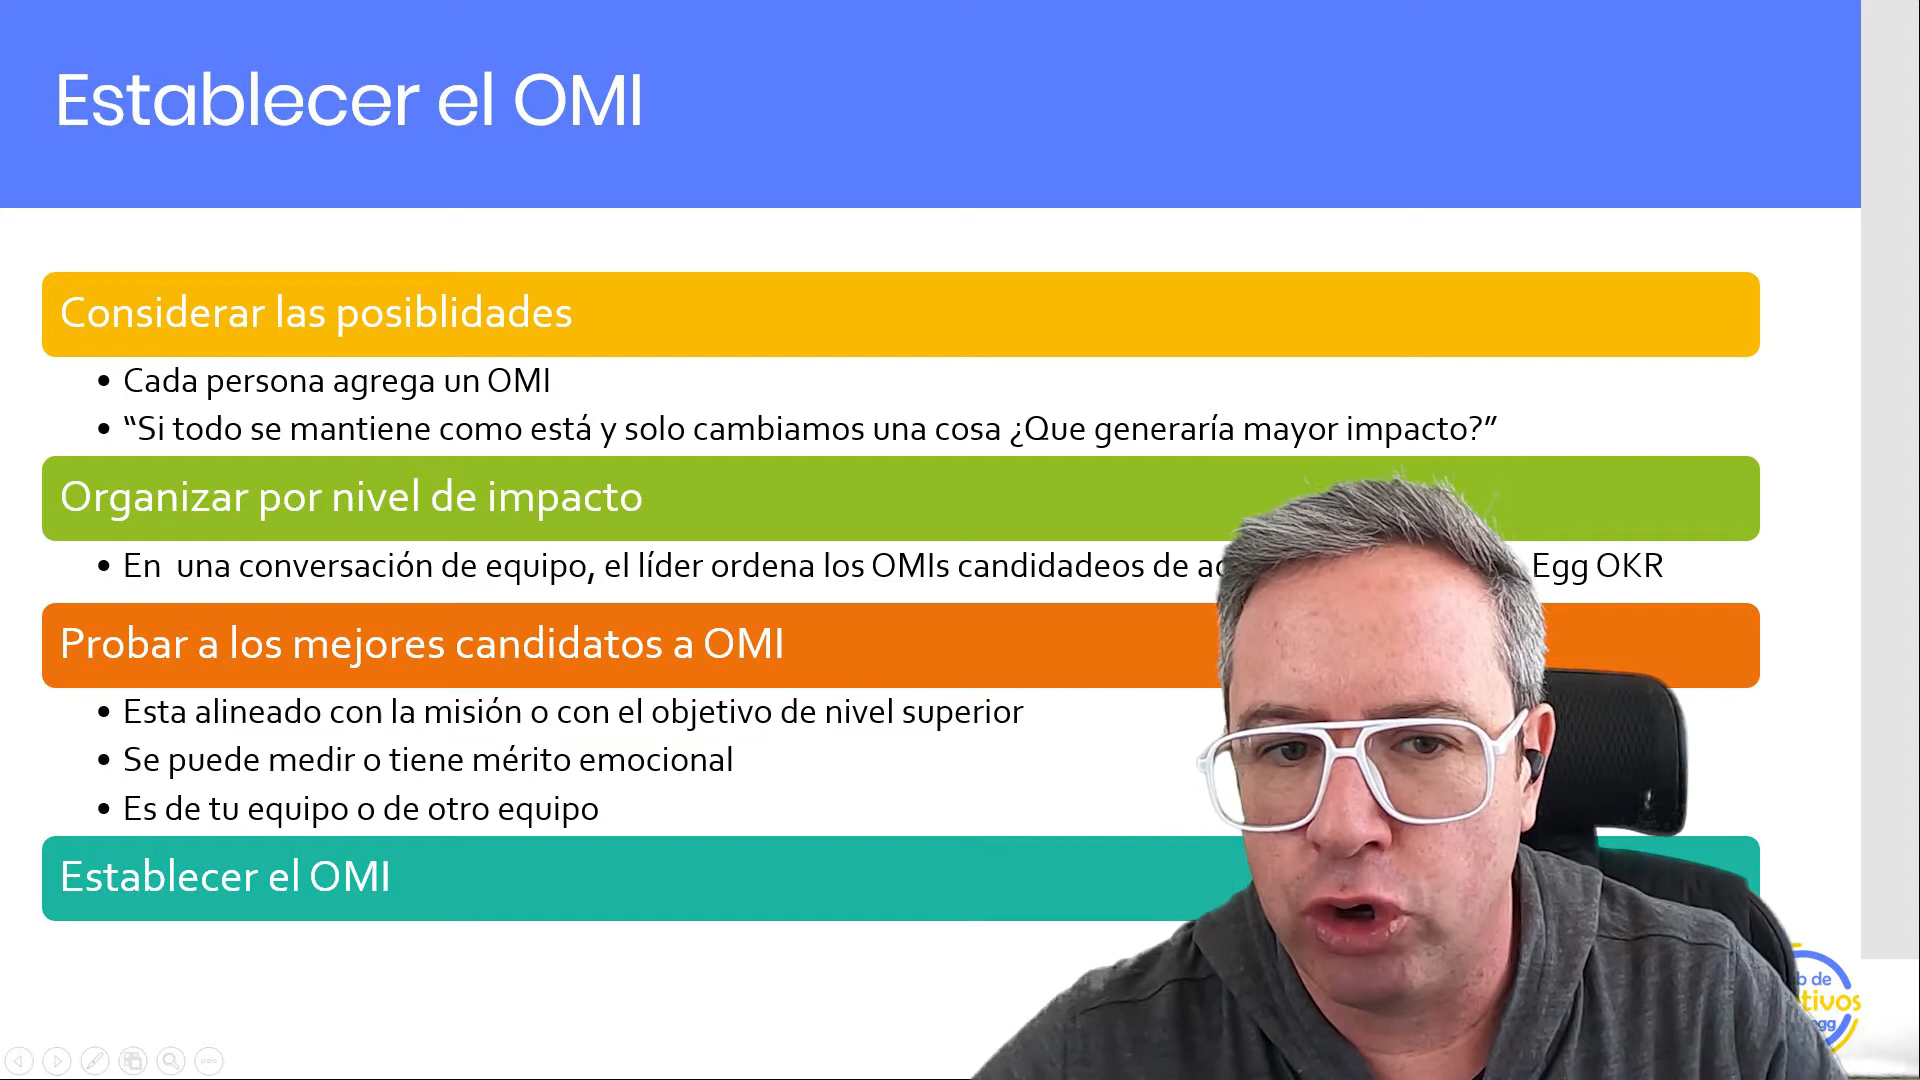 Establecer el OMI
Considerar las posiblidades
• Cada persona agrega un OMI
• “Si todo se mantiene como está y solo cambiamos una cosa ¿Que generaría mayor impacto?”
Organizar por nivel de impacto
• En una conversación de equipo, el líder ordena los OMIs candidadeos de Egg OKR
Probar a los mejores candidatos a OMI
• Esta alineado con la misión o con el objetivo de nivel superior
• Se puede medir o tiene mérito emocional
• Es de tu equipo o de otro equipo
Establecer el OMI
de